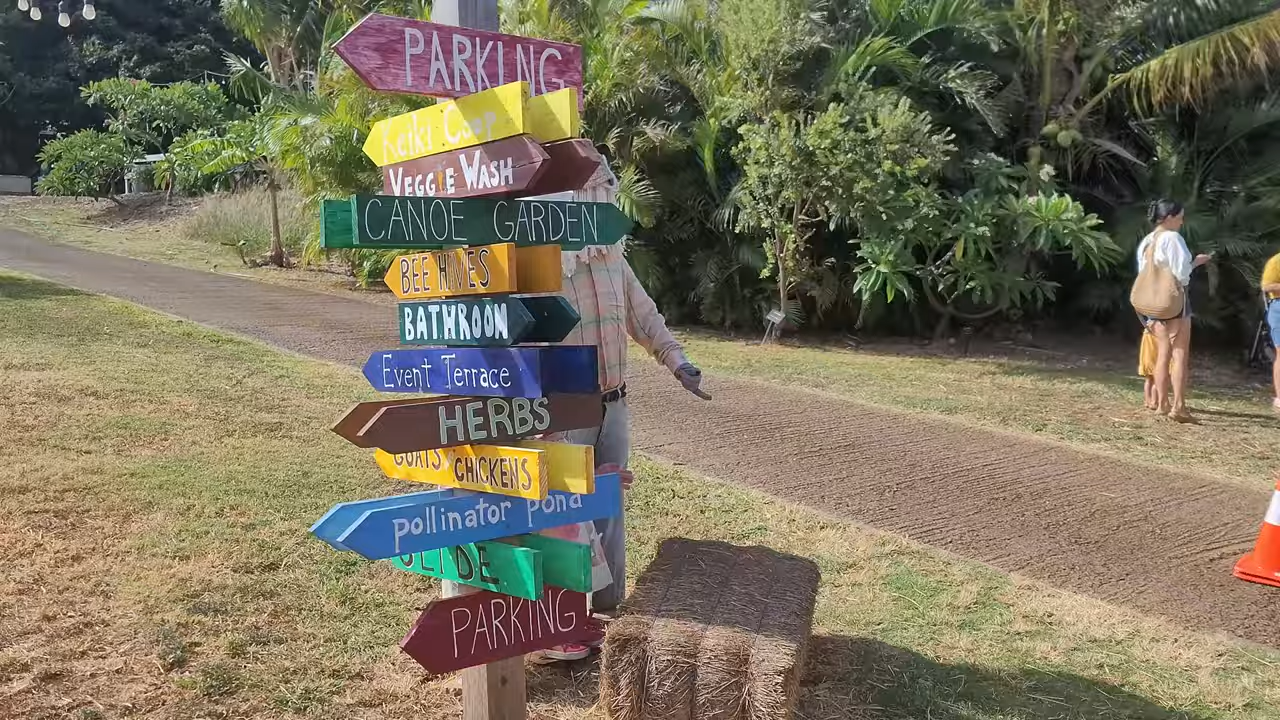 PARKING
Keiki Coop
VEGGIE WASH
CANOE GARDEN
BEE HIVES
BATHROOM
Event Terrace
HERBS
GOATS CHICKENS
pollinator pond
PARKING